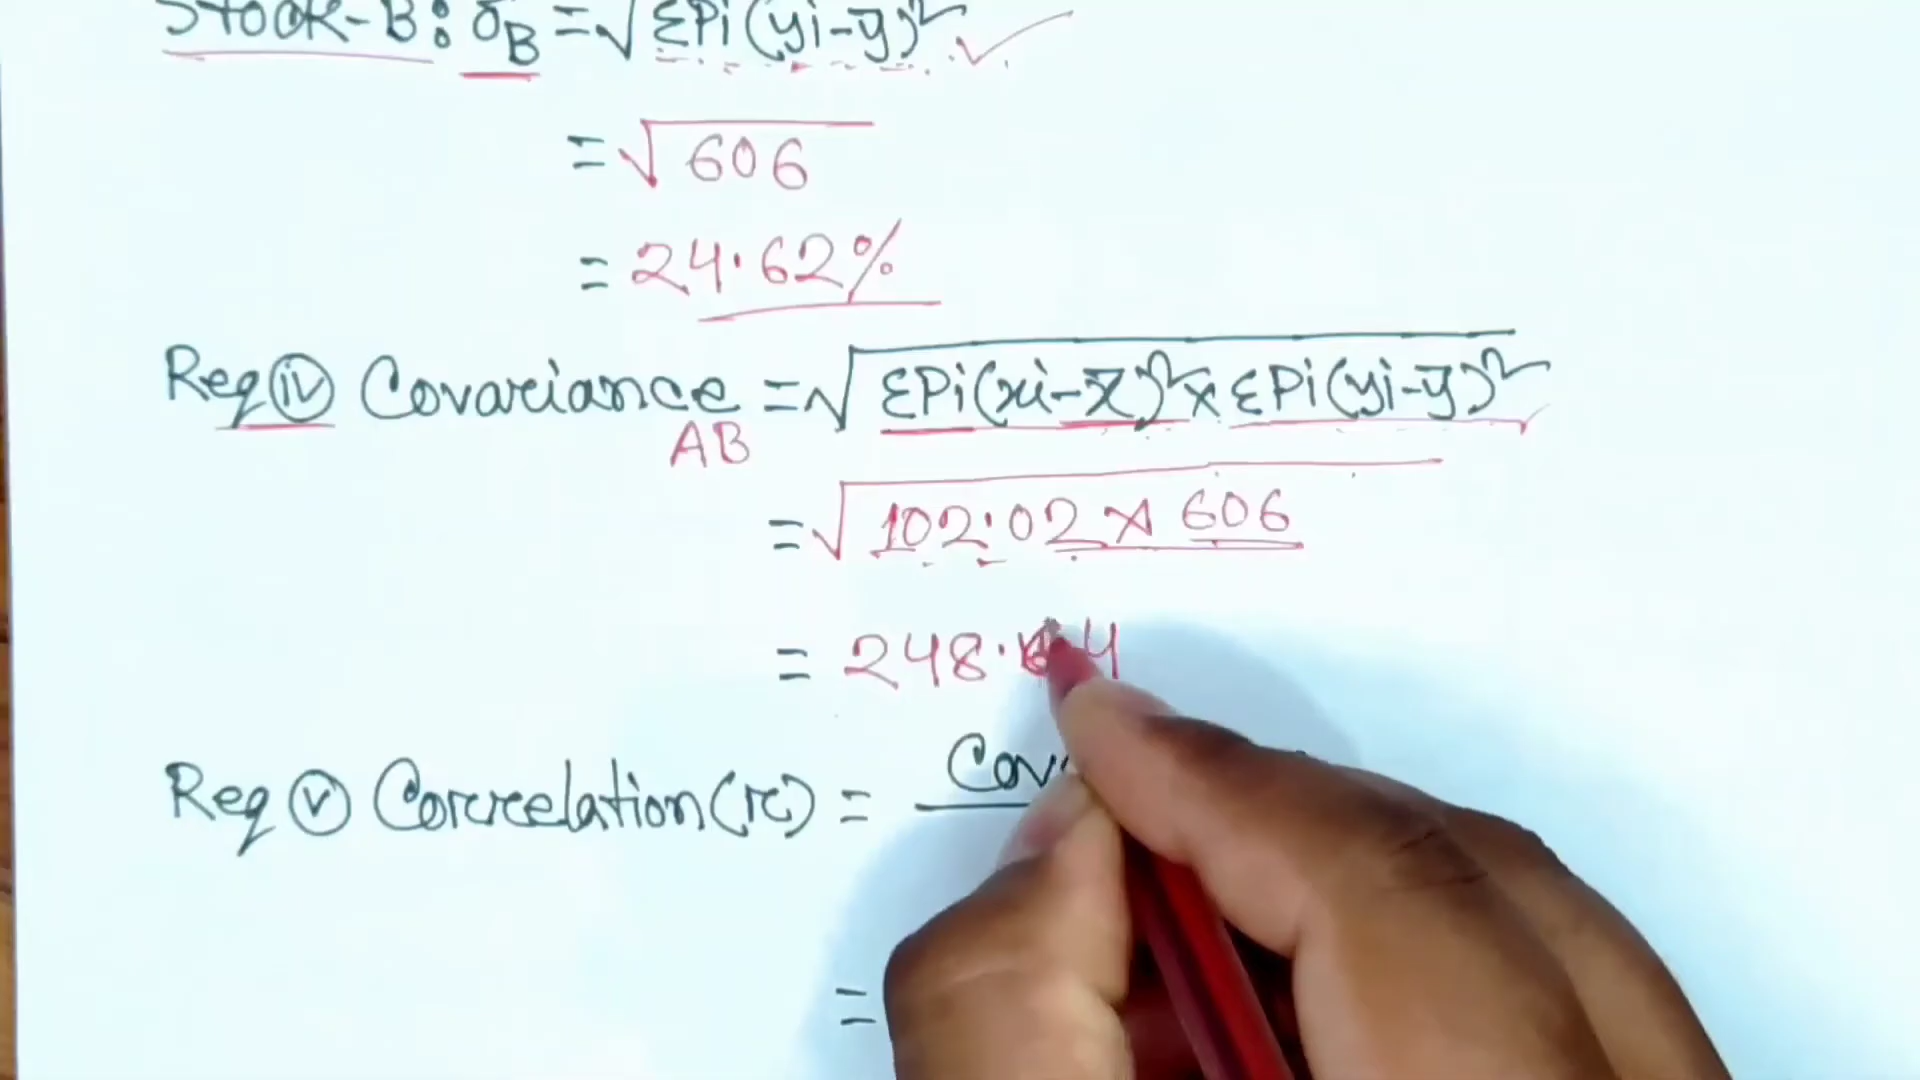 Stock-B: σB = √ΣPi(yi-ȳ)²
= √606
= 24.62%
Req (iv) Covariance AB = √ΣPi(xi-x̄)² × ΣPi(yi-ȳ)²
= √102.02 × 606
= 248.64
Req (v) Correlation (r) =
=